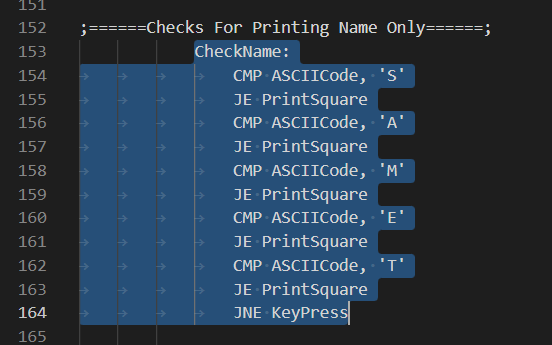 151
152 ;======Checks For Printing Name Only======;
153 CheckName:
154 CMP ASCIICode, 'S'
155 JE PrintSquare
156 CMP ASCIICode, 'A'
157 JE PrintSquare
158 CMP ASCIICode, 'M'
159 JE PrintSquare
160 CMP ASCIICode, 'E'
161 JE PrintSquare
162 CMP ASCIICode, 'T'
163 JE PrintSquare
164 JNE KeyPress
165